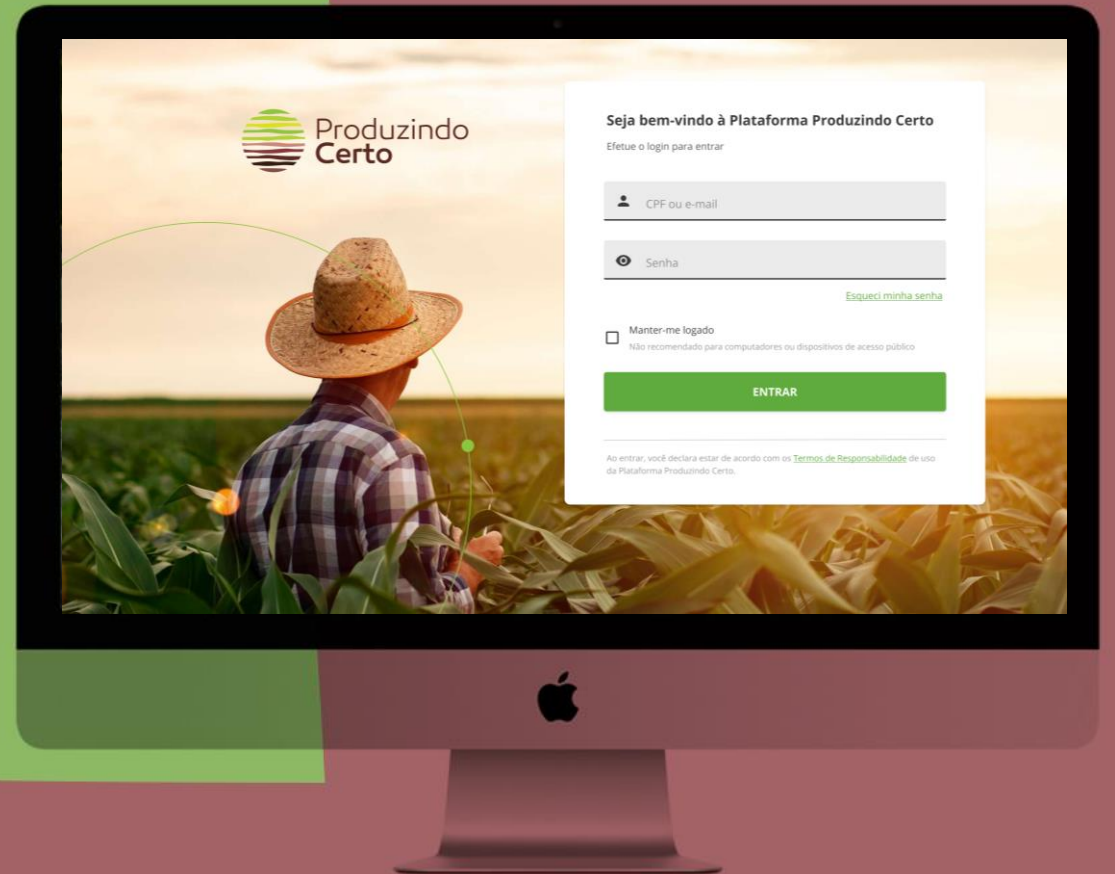 Produzindo
Certo
Seja bem-vindo à Plataforma Produzindo Certo
Efetue o login para entrar
CPF ou e-mail
Senha
Esqueci minha senha
Manter-me logado
Não recomendado para computadores ou dispositivos de acesso público
ENTRAR
Ao entrar, você declara estar de acordo com os Termos de Responsabilidade de uso
da Plataforma Produzindo Certo.